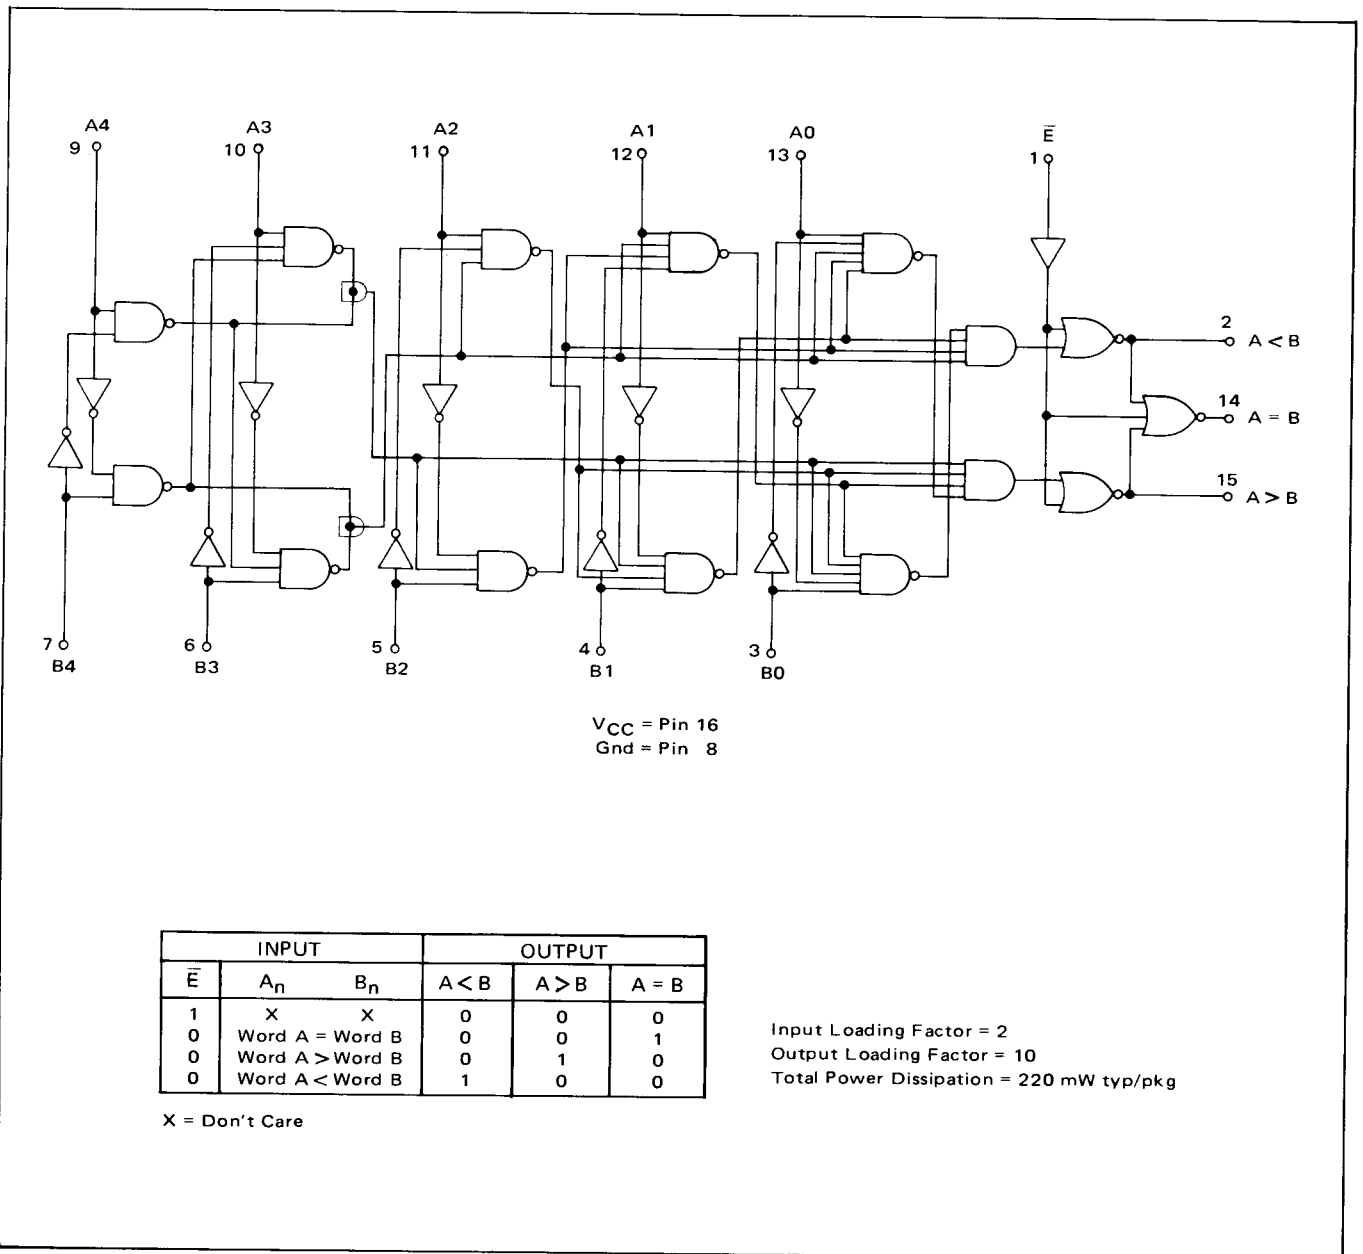 A4 A3 A2 A1 A0 E̅
9 10 11 12 13 1
2
A < B
14
A = B
15
A > B
7 6 5 4 3
B4 B3 B2 B1 B0
VCC = Pin 16
Gnd = Pin 8
INPUT OUTPUT
E̅ An Bn A < B A > B A = B
1 X X 0 0 0
0 Word A = Word B 0 0 1
0 Word A > Word B 0 1 0
0 Word A < Word B 1 0 0
X = Don't Care
Input Loading Factor = 2
Output Loading Factor = 10
Total Power Dissipation = 220 mW typ/pkg